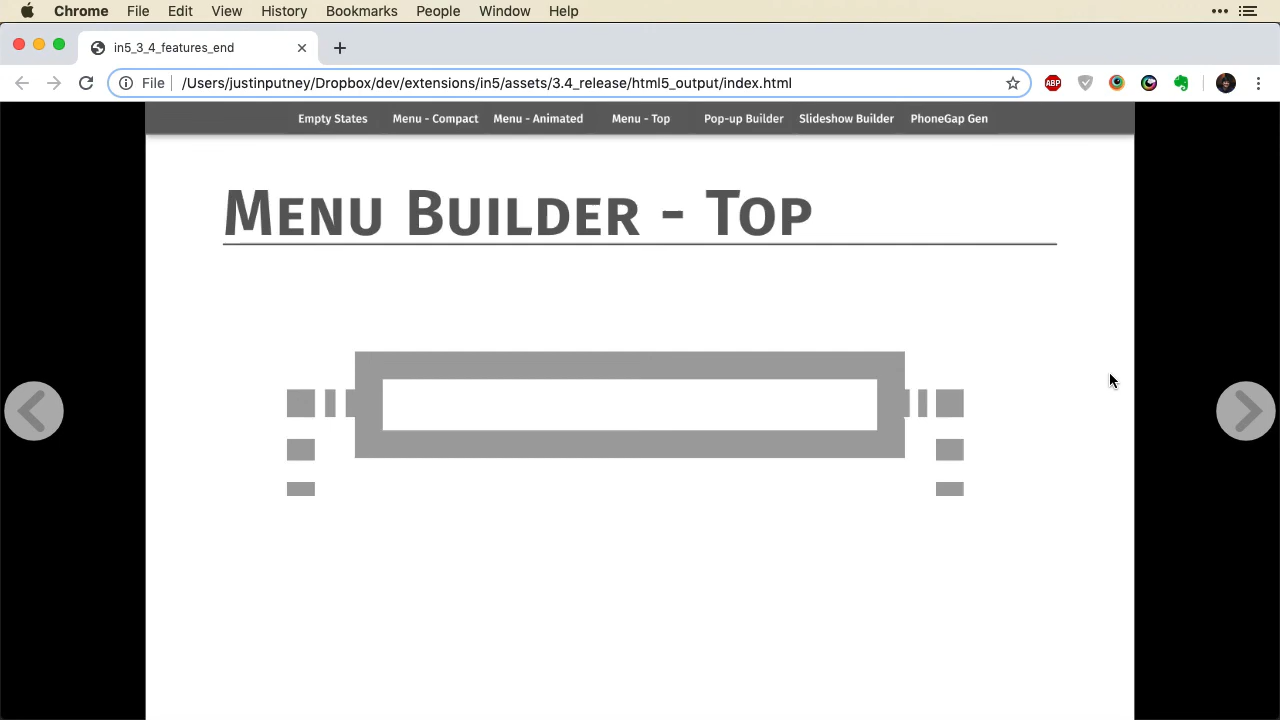 Chrome File Edit View History Bookmarks People Window Help
in5_3_4_features_end
File /Users/justinputney/Dropbox/dev/extensions/in5/assets/3.4_release/html5_output/index.html
ABP
Empty States Menu - Compact Menu - Animated Menu - Top Pop-up Builder Slideshow Builder PhoneGap Gen
Menu Builder - Top